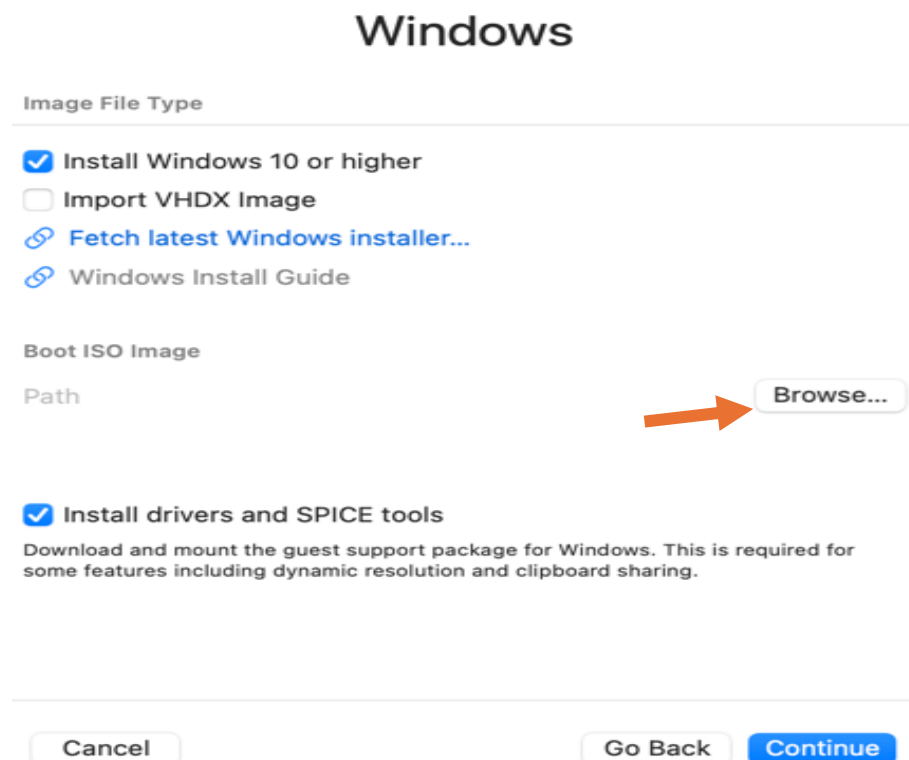 Windows
Image File Type
Install Windows 10 or higher
Import VHDX Image
Fetch latest Windows installer...
Windows Install Guide
Boot ISO Image
Path
Browse...
Install drivers and SPICE tools
Download and mount the guest support package for Windows. This is required for
some features including dynamic resolution and clipboard sharing.
Cancel
Go Back
Continue